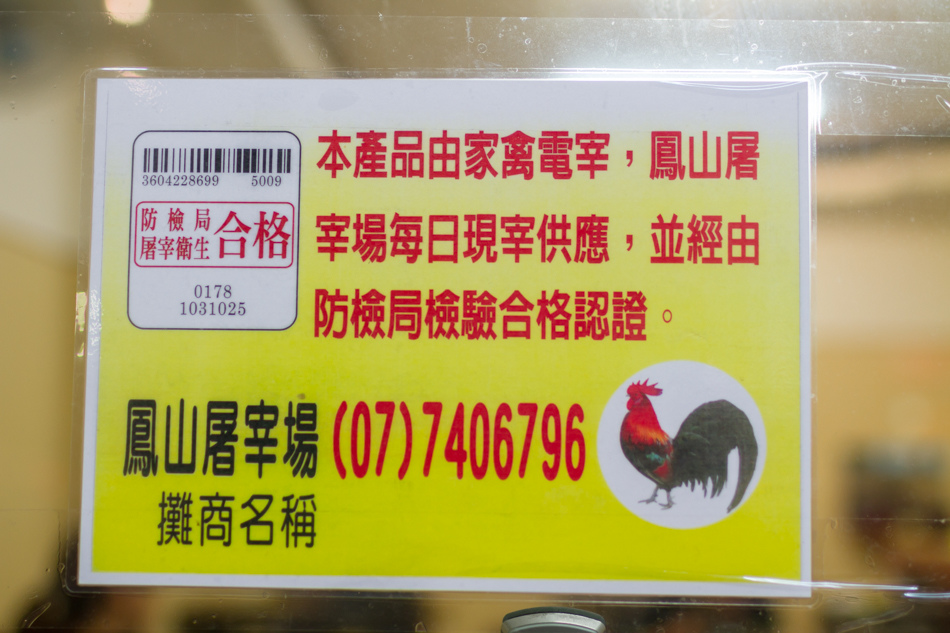 3604228699 5009
防檢局
屠宰衛生 合格
0178
1031025
本產品由家禽電宰，鳳山屠
宰場每日現宰供應，並經由
防檢局檢驗合格認證。
鳳山屠宰場 (07)7406796
攤商名稱